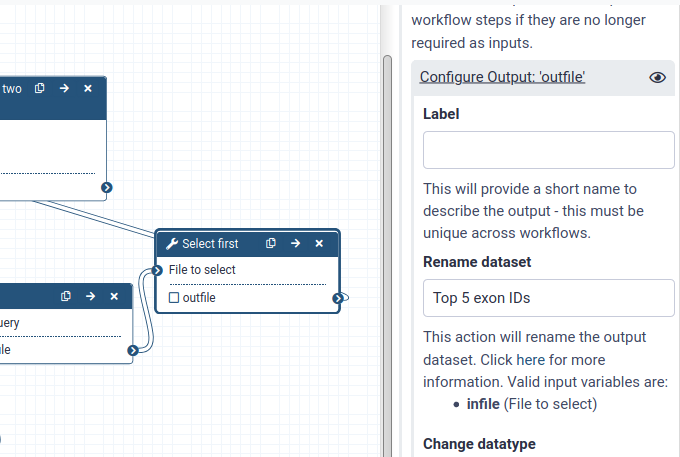 workflow steps if they are no longer
required as inputs.
Configure Output: 'outfile'
Label
This will provide a short name to
describe the output - this must be
unique across workflows.
Rename dataset
Top 5 exon IDs
This action will rename the output
dataset. Click here for more
information. Valid input variables are:
• infile (File to select)
Change datatype
two
Select first
File to select
outfile
uery
ile